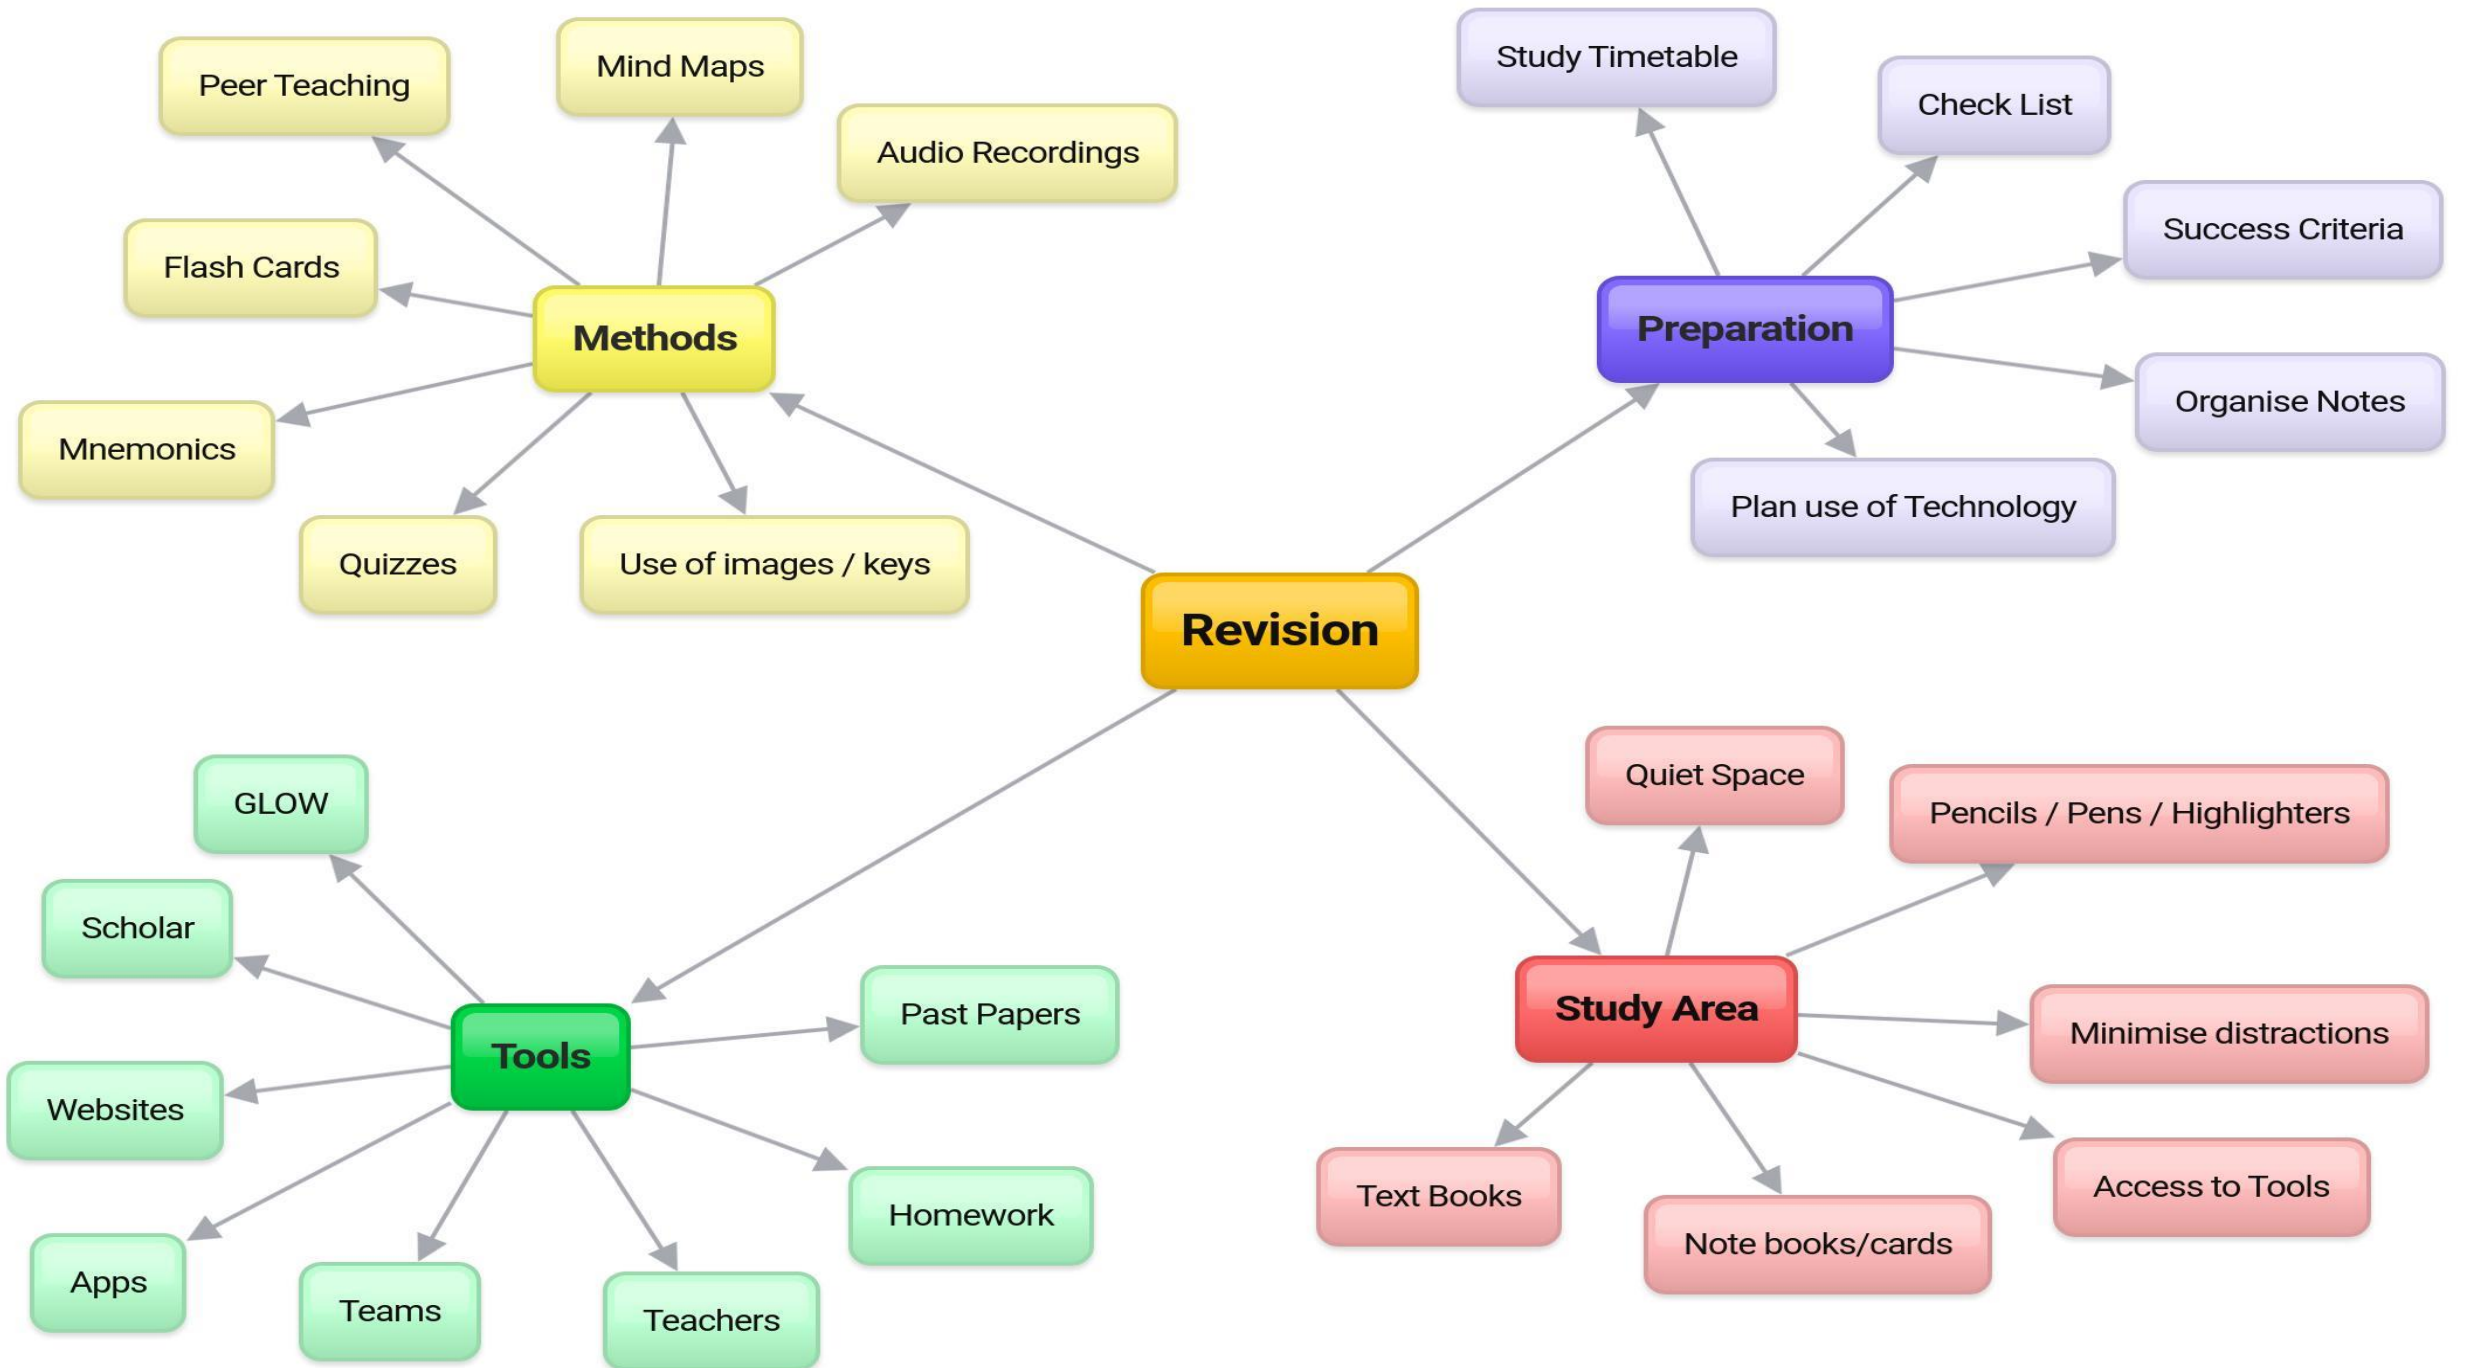 Revision
Methods
Peer Teaching
Mind Maps
Audio Recordings
Flash Cards
Mnemonics
Quizzes
Use of images / keys
Preparation
Study Timetable
Check List
Success Criteria
Organise Notes
Plan use of Technology
Tools
GLOW
Scholar
Websites
Apps
Teams
Teachers
Homework
Past Papers
Study Area
Quiet Space
Pencils / Pens / Highlighters
Minimise distractions
Access to Tools
Note books/cards
Text Books